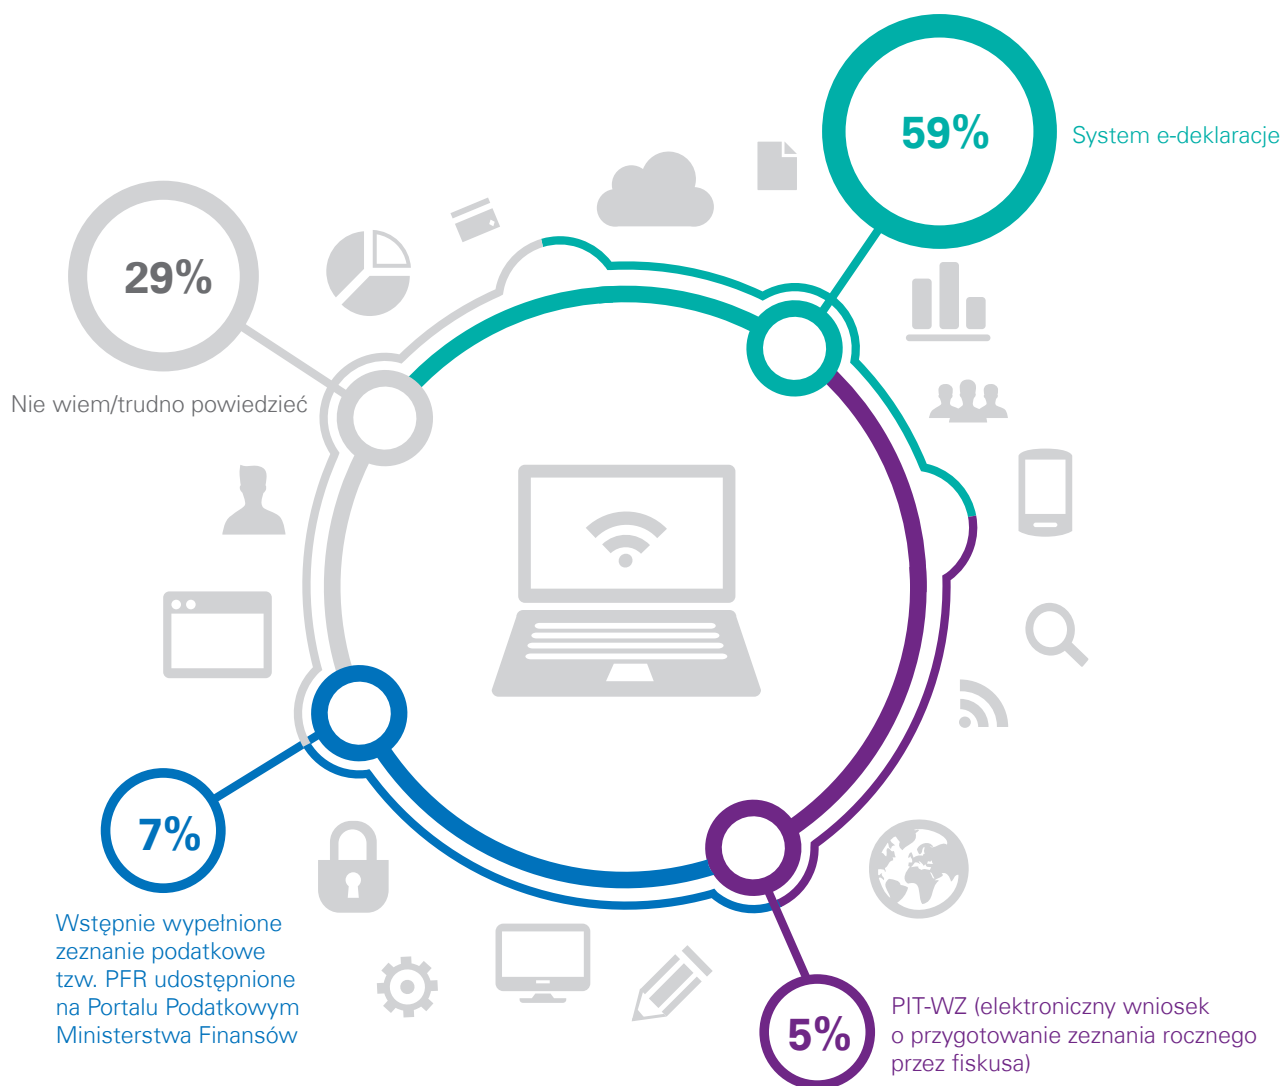 59%
System e-deklaracje
29%
Nie wiem/trudno powiedzieć
7%
Wstępnie wypełnione
zeznanie podatkowe
tzw. PFR udostępnione
na Portalu Podatkowym
Ministerstwa Finansów
5%
PIT-WZ (elektroniczny wniosek
o przygotowanie zeznania rocznego
przez fiskusa)